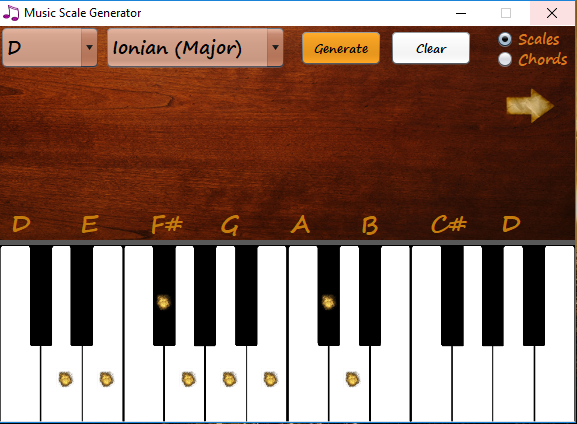 Music Scale Generator
D Ionian (Major) Generate Clear Scales
Chords
D E F# G A B C# D